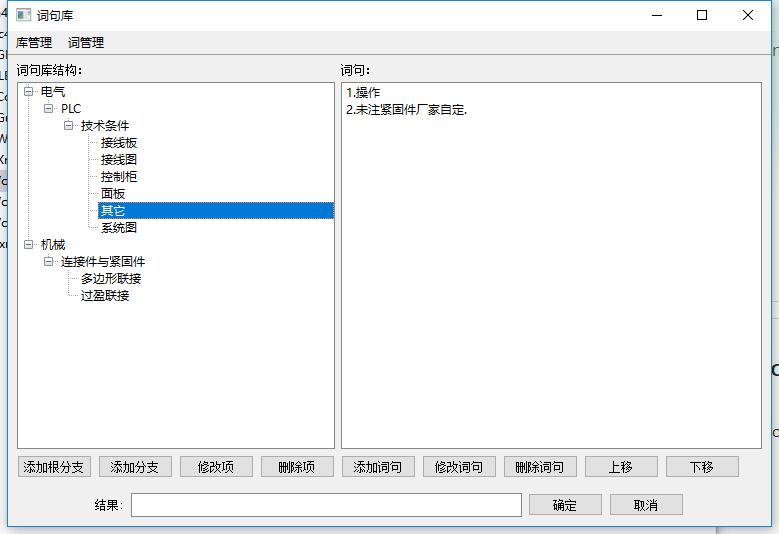 词句库
库管理 词管理
词句库结构：
电气
PLC
技术条件
接线板
接线图
控制柜
面板
其它
系统图
机械
连接件与紧固件
多边形联接
过盈联接
词句：
1.操作
2.未注紧固件厂家自定.
添加根分支 添加分支 修改项 删除项 添加词句 修改词句 删除词句 上移 下移
结果： 确定 取消